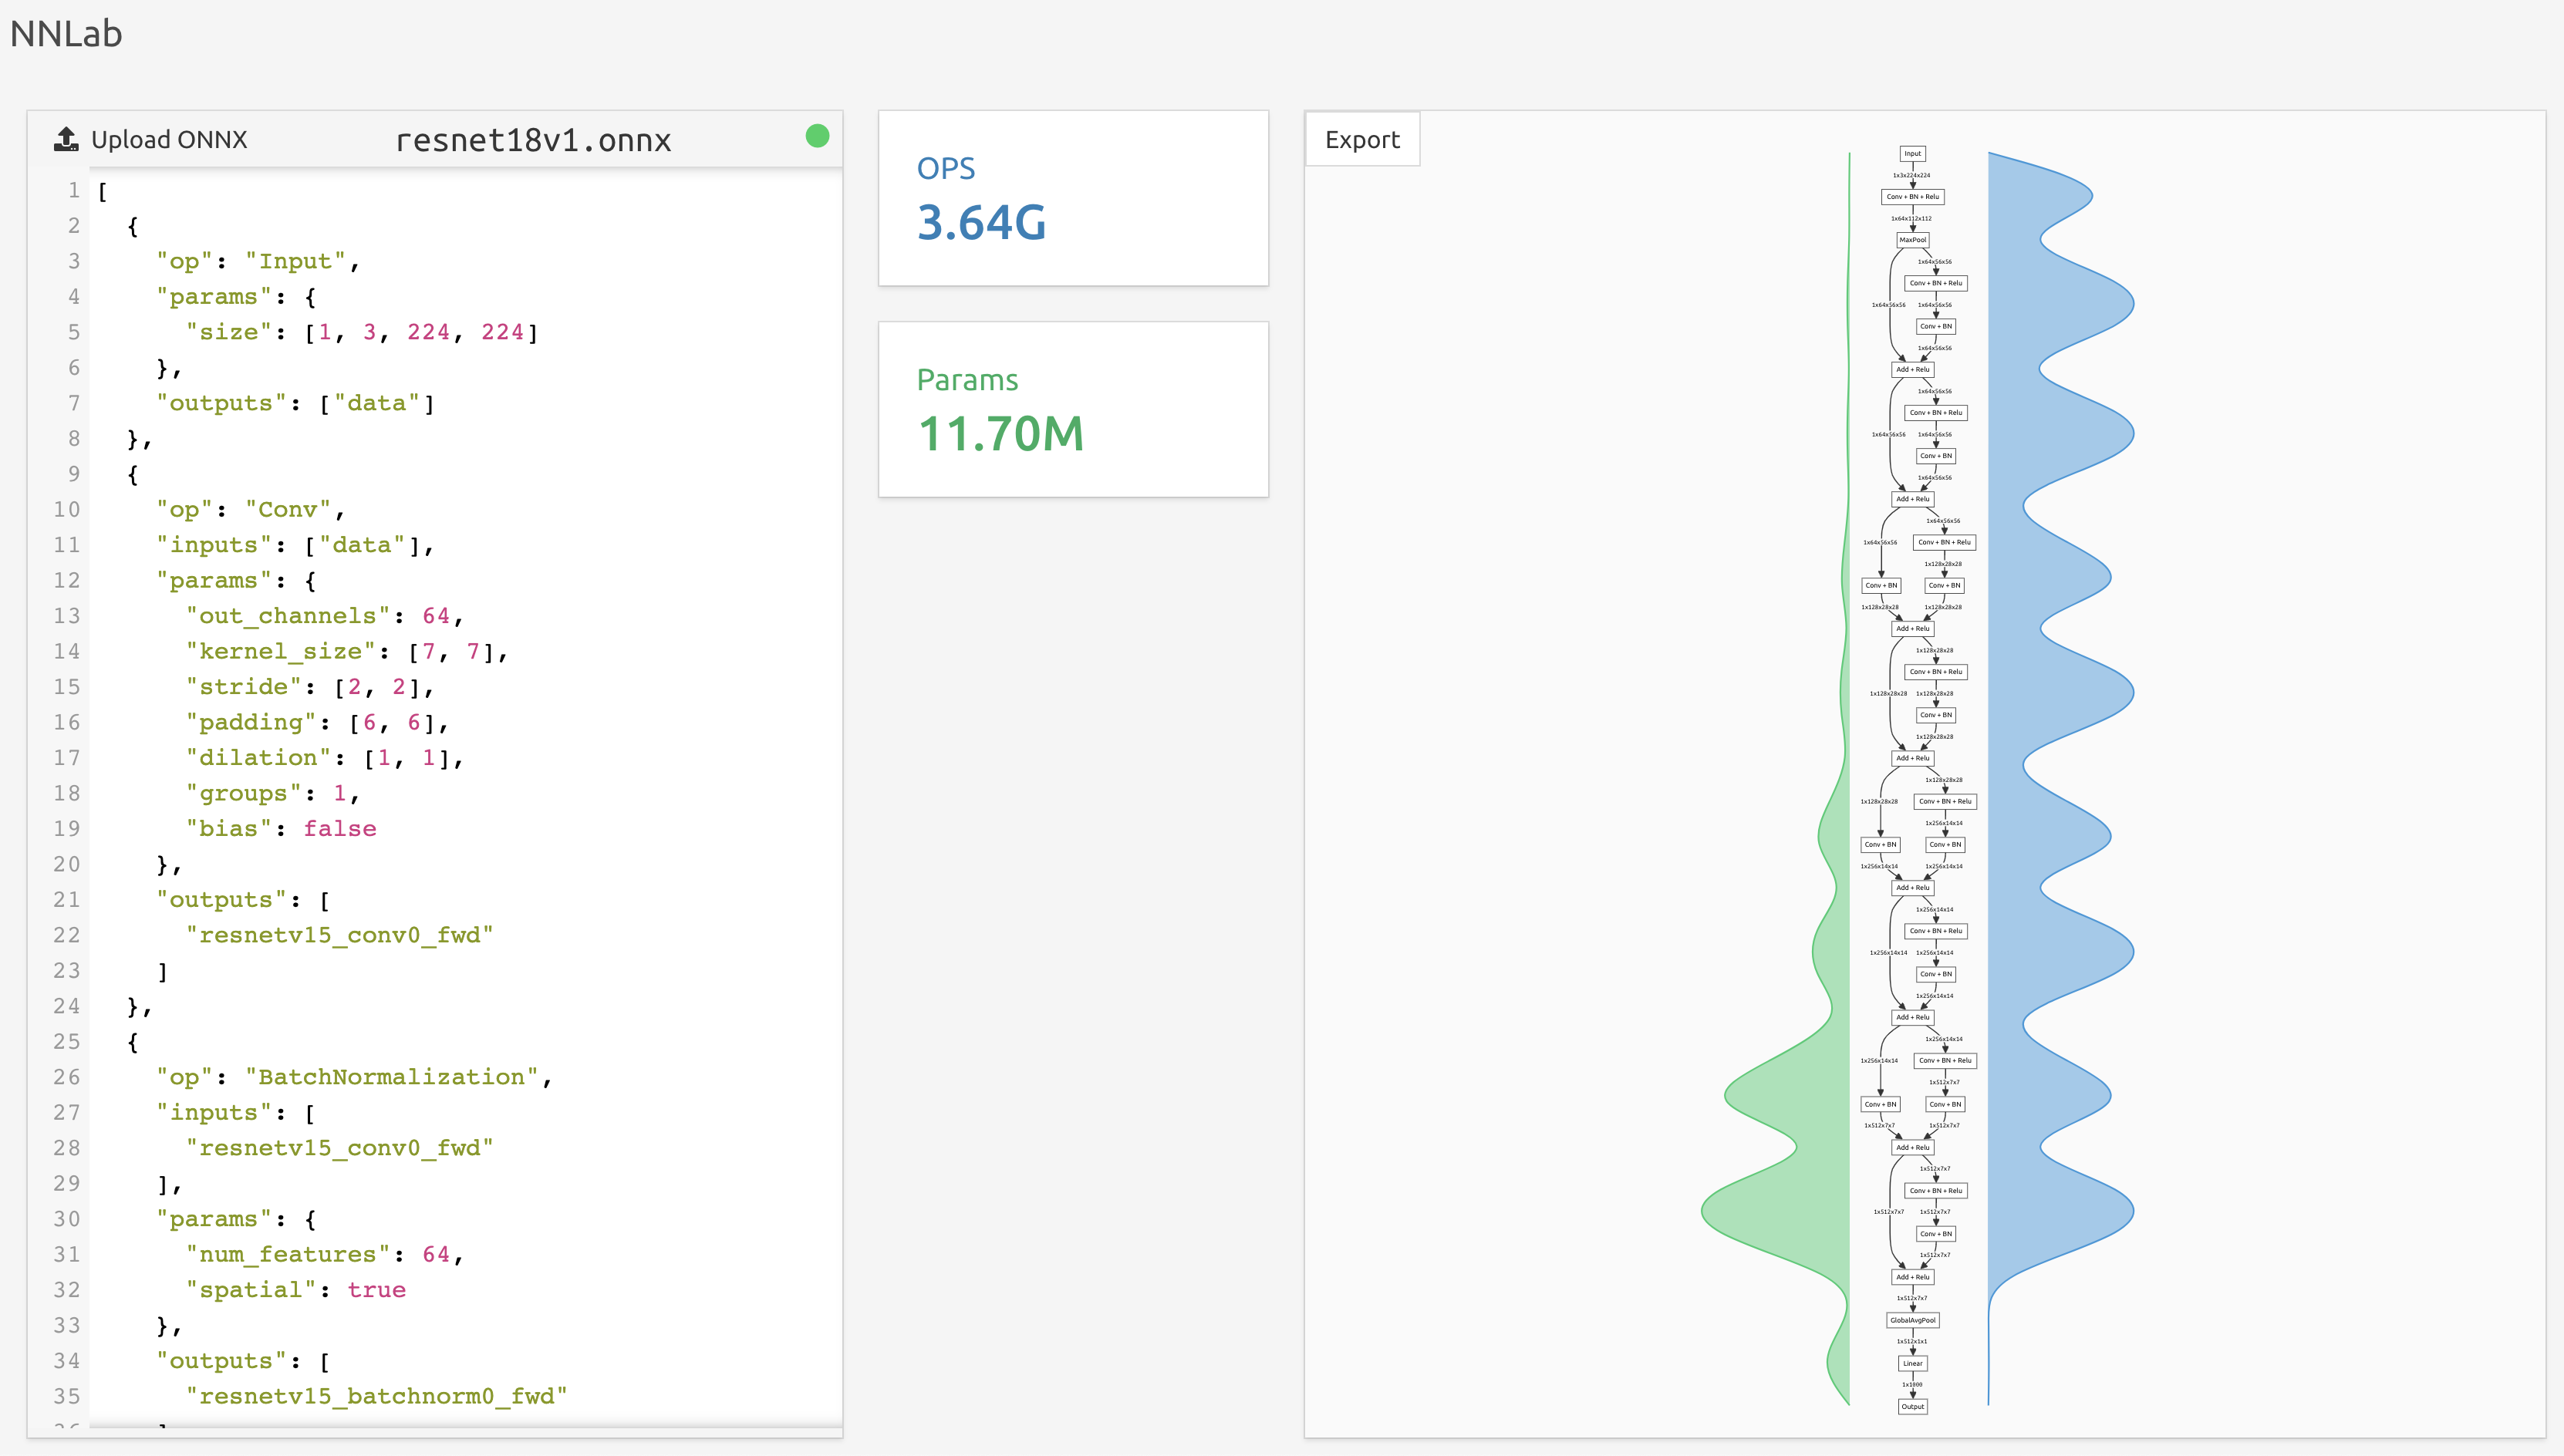 NNLab
Upload ONNX
resnet18v1.onnx
1 [
2 {
3 "op": "Input",
4 "params": {
5 "size": [1, 3, 224, 224]
6 },
7 "outputs": ["data"]
8 },
9 {
10 "op": "Conv",
11 "inputs": ["data"],
12 "params": {
13 "out_channels": 64,
14 "kernel_size": [7, 7],
15 "stride": [2, 2],
16 "padding": [6, 6],
17 "dilation": [1, 1],
18 "groups": 1,
19 "bias": false
20 },
21 "outputs": [
22 "resnetv15_conv0_fwd"
23 ]
24 },
25 {
26 "op": "BatchNormalization",
27 "inputs": [
28 "resnetv15_conv0_fwd"
29 ],
30 "params": {
31 "num_features": 64,
32 "spatial": true
33 },
34 "outputs": [
35 "resnetv15_batchnorm0_fwd"
OPS
3.64G
Params
11.70M
Export
Input
1x3x224x224
Conv + BN + Relu
1x64x112x112
MaxPool
1x64x56x56
Conv + BN + Relu
1x64x56x56 1x64x56x56
Conv + BN
1x64x56x56
Add + Relu
1x64x56x56
Conv + BN + Relu
1x64x56x56 1x64x56x56
Conv + BN
1x64x56x56
Add + Relu
1x64x56x56
1x64x56x56 Conv + BN + Relu
1x128x28x28
Conv + BN Conv + BN
1x128x28x28 1x128x28x28
Add + Relu
1x128x28x28
Conv + BN + Relu
1x128x28x28 1x128x28x28
Conv + BN
1x128x28x28
Add + Relu
1x128x28x28
1x128x28x28 Conv + BN + Relu
1x256x14x14
Conv + BN Conv + BN
1x256x14x14 1x256x14x14
Add + Relu
1x256x14x14
Conv + BN + Relu
1x256x14x14 1x256x14x14
Conv + BN
1x256x14x14
Add + Relu
1x256x14x14
1x256x14x14 Conv + BN + Relu
1x512x7x7
Conv + BN Conv + BN
1x512x7x7 1x512x7x7
Add + Relu
1x512x7x7
Conv + BN + Relu
1x512x7x7 1x512x7x7
Conv + BN
1x512x7x7
Add + Relu
1x512x7x7
GlobalAvgPool
1x512x1x1
Linear
1x1000
Output